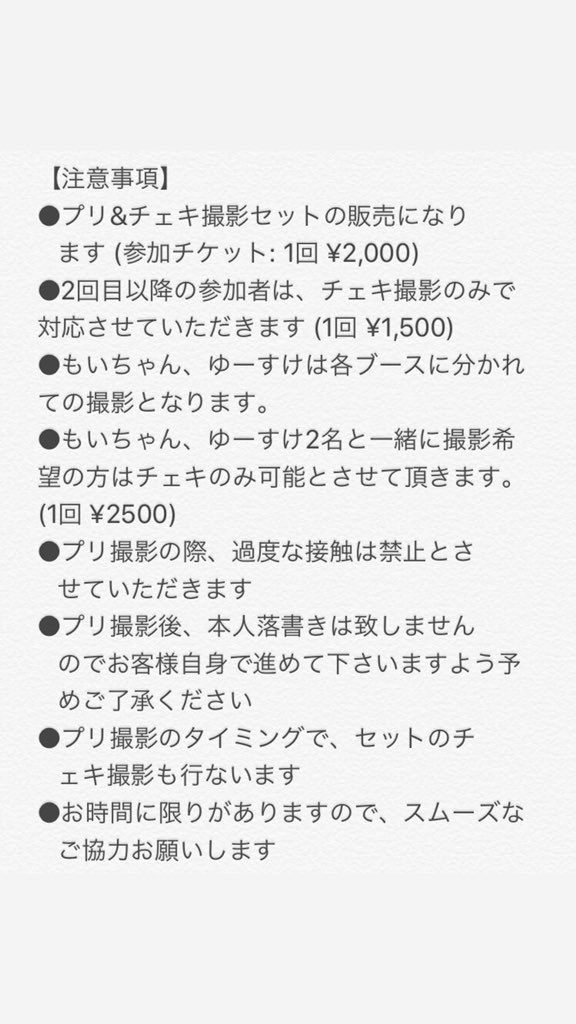 【注意事項】
●プリ&チェキ撮影セットの販売になり
ます (参加チケット: 1回 ¥2,000)
●2回目以降の参加者は、チェキ撮影のみで
対応させていただきます (1回 ¥1,500)
●もいちゃん、ゆーすけは各ブースに分かれ
ての撮影となります。
●もいちゃん、ゆーすけ2名と一緒に撮影希
望の方はチェキのみ可能とさせて頂きます。
(1回 ¥2500)
●プリ撮影の際、過度な接触は禁止とさ
せていただきます
●プリ撮影後、本人落書きは致しません
のでお客様自身で進めて下さいますよう予
めご了承ください
●プリ撮影のタイミングで、セットのチ
ェキ撮影も行ないます
●お時間に限りがありますので、スムーズな
ご協力お願いします